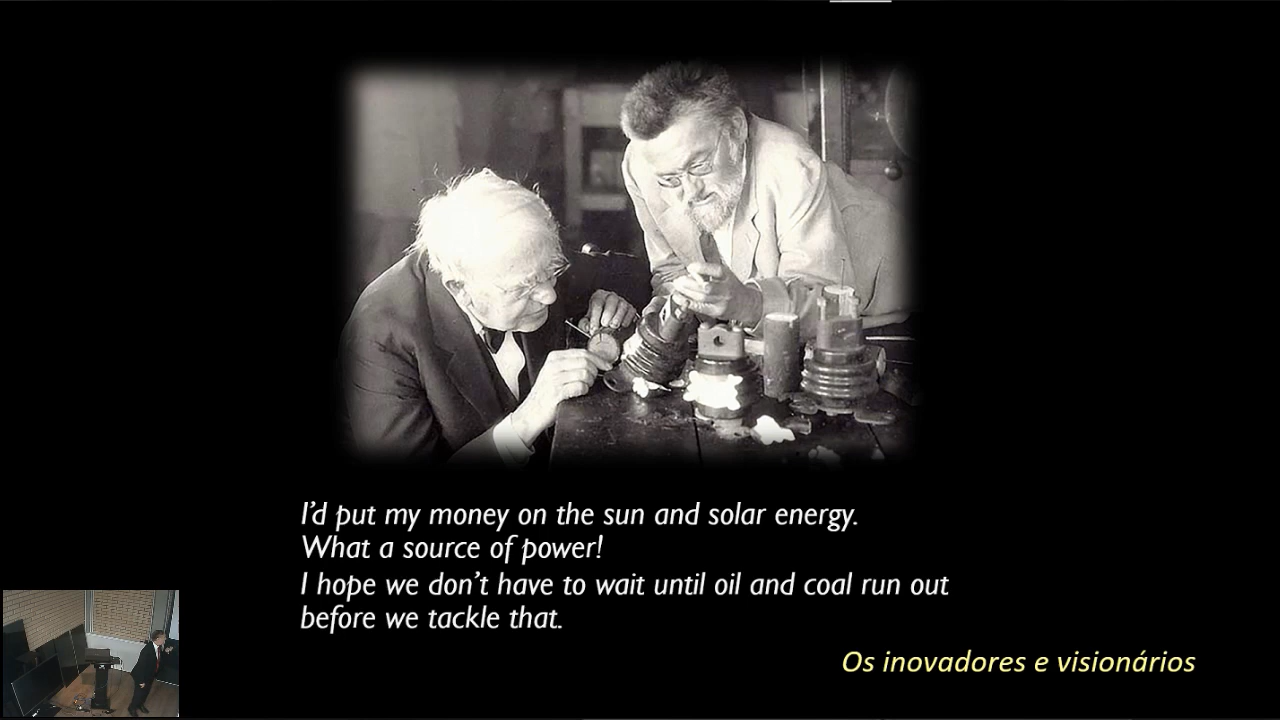 I'd put my money on the sun and solar energy.
What a source of power!
I hope we don't have to wait until oil and coal run out
before we tackle that.
Os inovadores e visionários